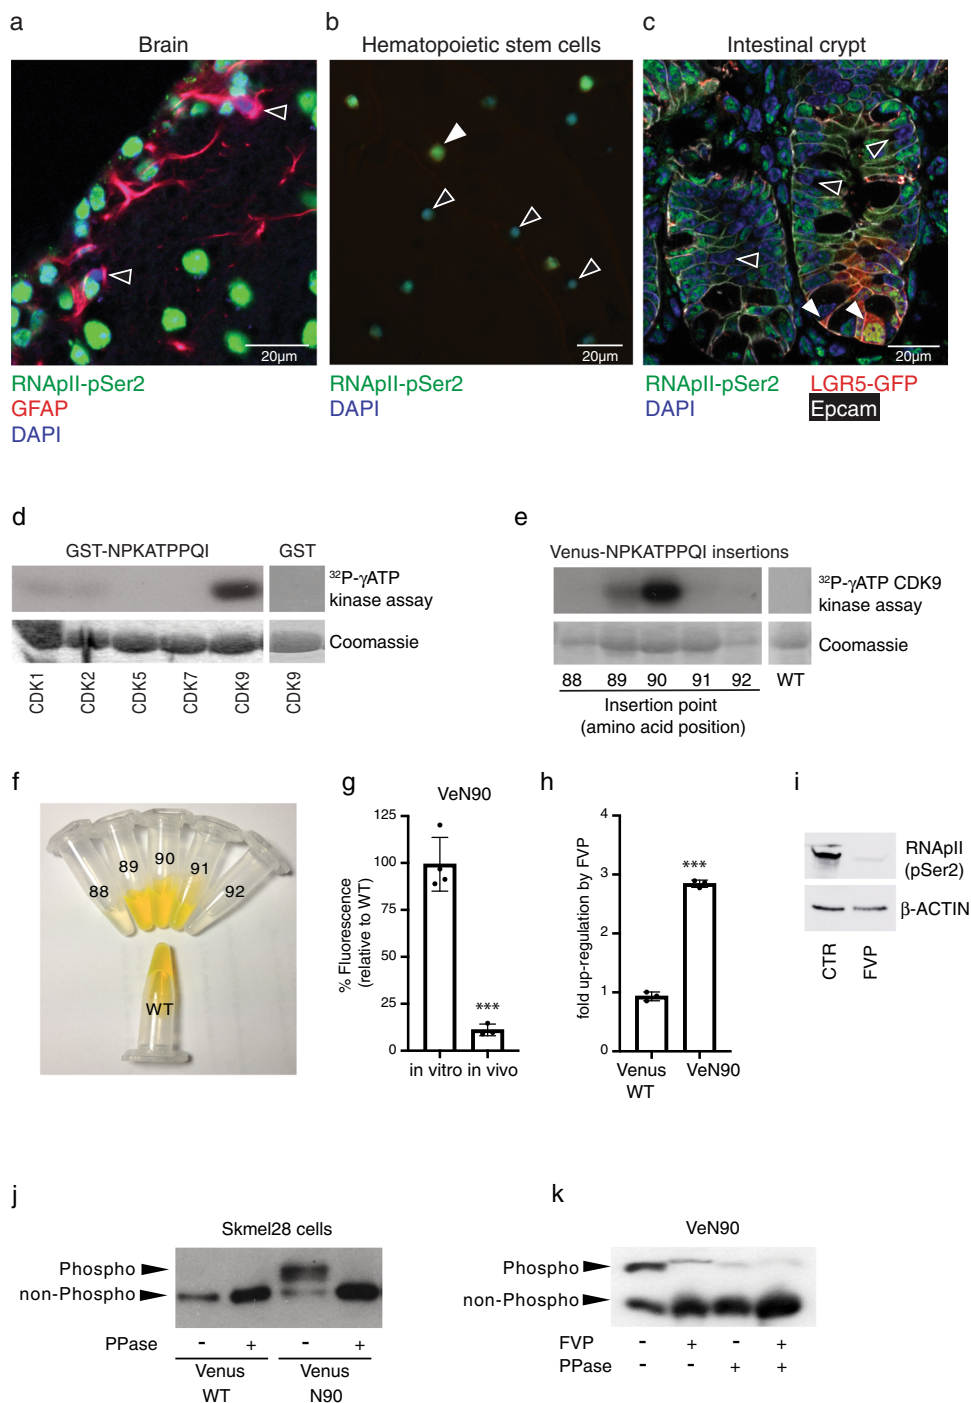 a
Brain
20μm
RNApII-pSer2
GFAP
DAPI
b
Hematopoietic stem cells
20μm
RNApII-pSer2
DAPI
c
Intestinal crypt
20μm
RNApII-pSer2
LGR5-GFP
DAPI
Epcam
d
GST-NPKATPPQI
GST
³²P-γATP
kinase assay
Coomassie
CDK1
CDK2
CDK5
CDK7
CDK9
CDK9
e
Venus-NPKATPPQI insertions
³²P-γATP CDK9
kinase assay
Coomassie
88 89 90 91 92 WT
Insertion point
(amino acid position)
f
88
89
90
91
92
WT
g
VeN90
% Fluorescence
(relative to WT)
125
100
75
50
25
0
***
in vitro in vivo
h
fold up-regulation by FVP
4
3
2
1
0
***
Venus
WT
VeN90
i
RNApII
(pSer2)
β-ACTIN
CTR
FVP
j
Skmel28 cells
Phospho
non-Phospho
PPase - + - +
Venus
WT
Venus
N90
k
VeN90
Phospho
non-Phospho
FVP - + - +
PPase - - + +